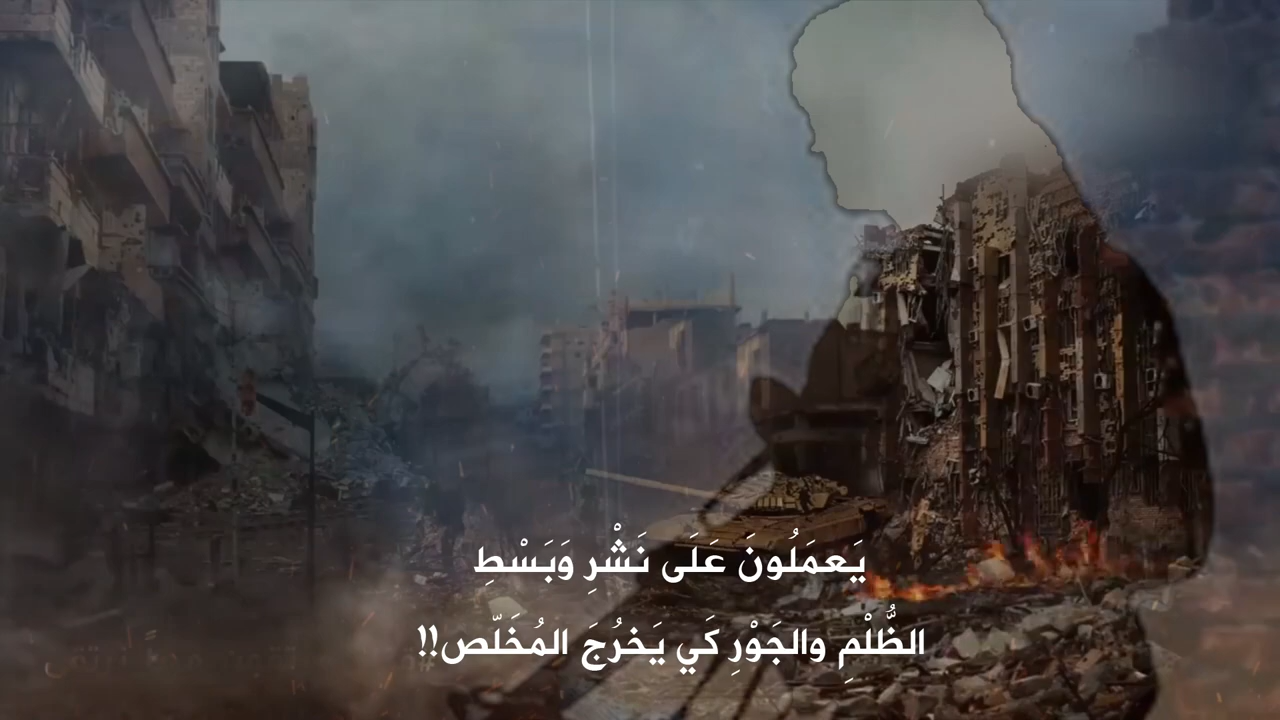 يَعمَلُونَ عَلَى نَشْرِ وَبَسْطِ
الظُّلْمِ والجَوْرِ كَي يَخرُجَ المُخَلّص!!